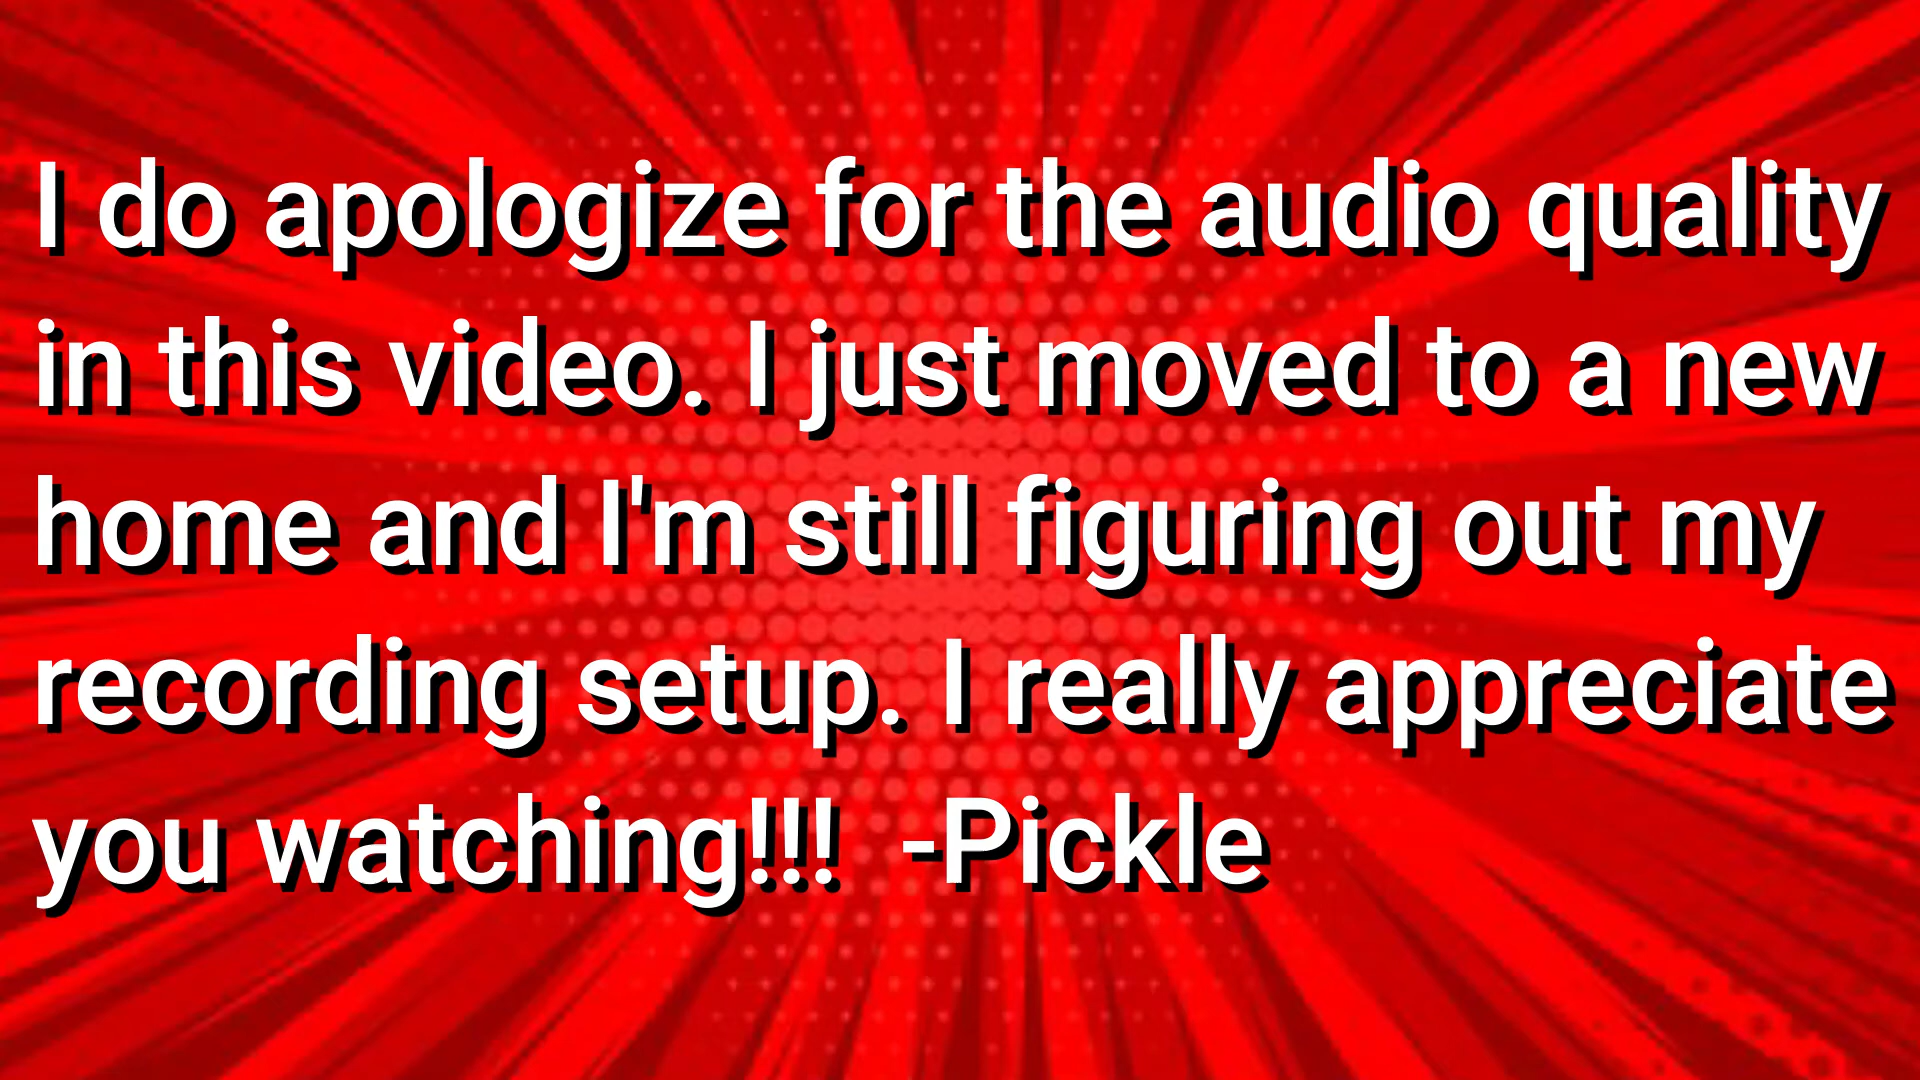 I do apologize for the audio quality
in this video. I just moved to a new
home and I'm still figuring out my
recording setup. I really appreciate
you watching!!!  -Pickle